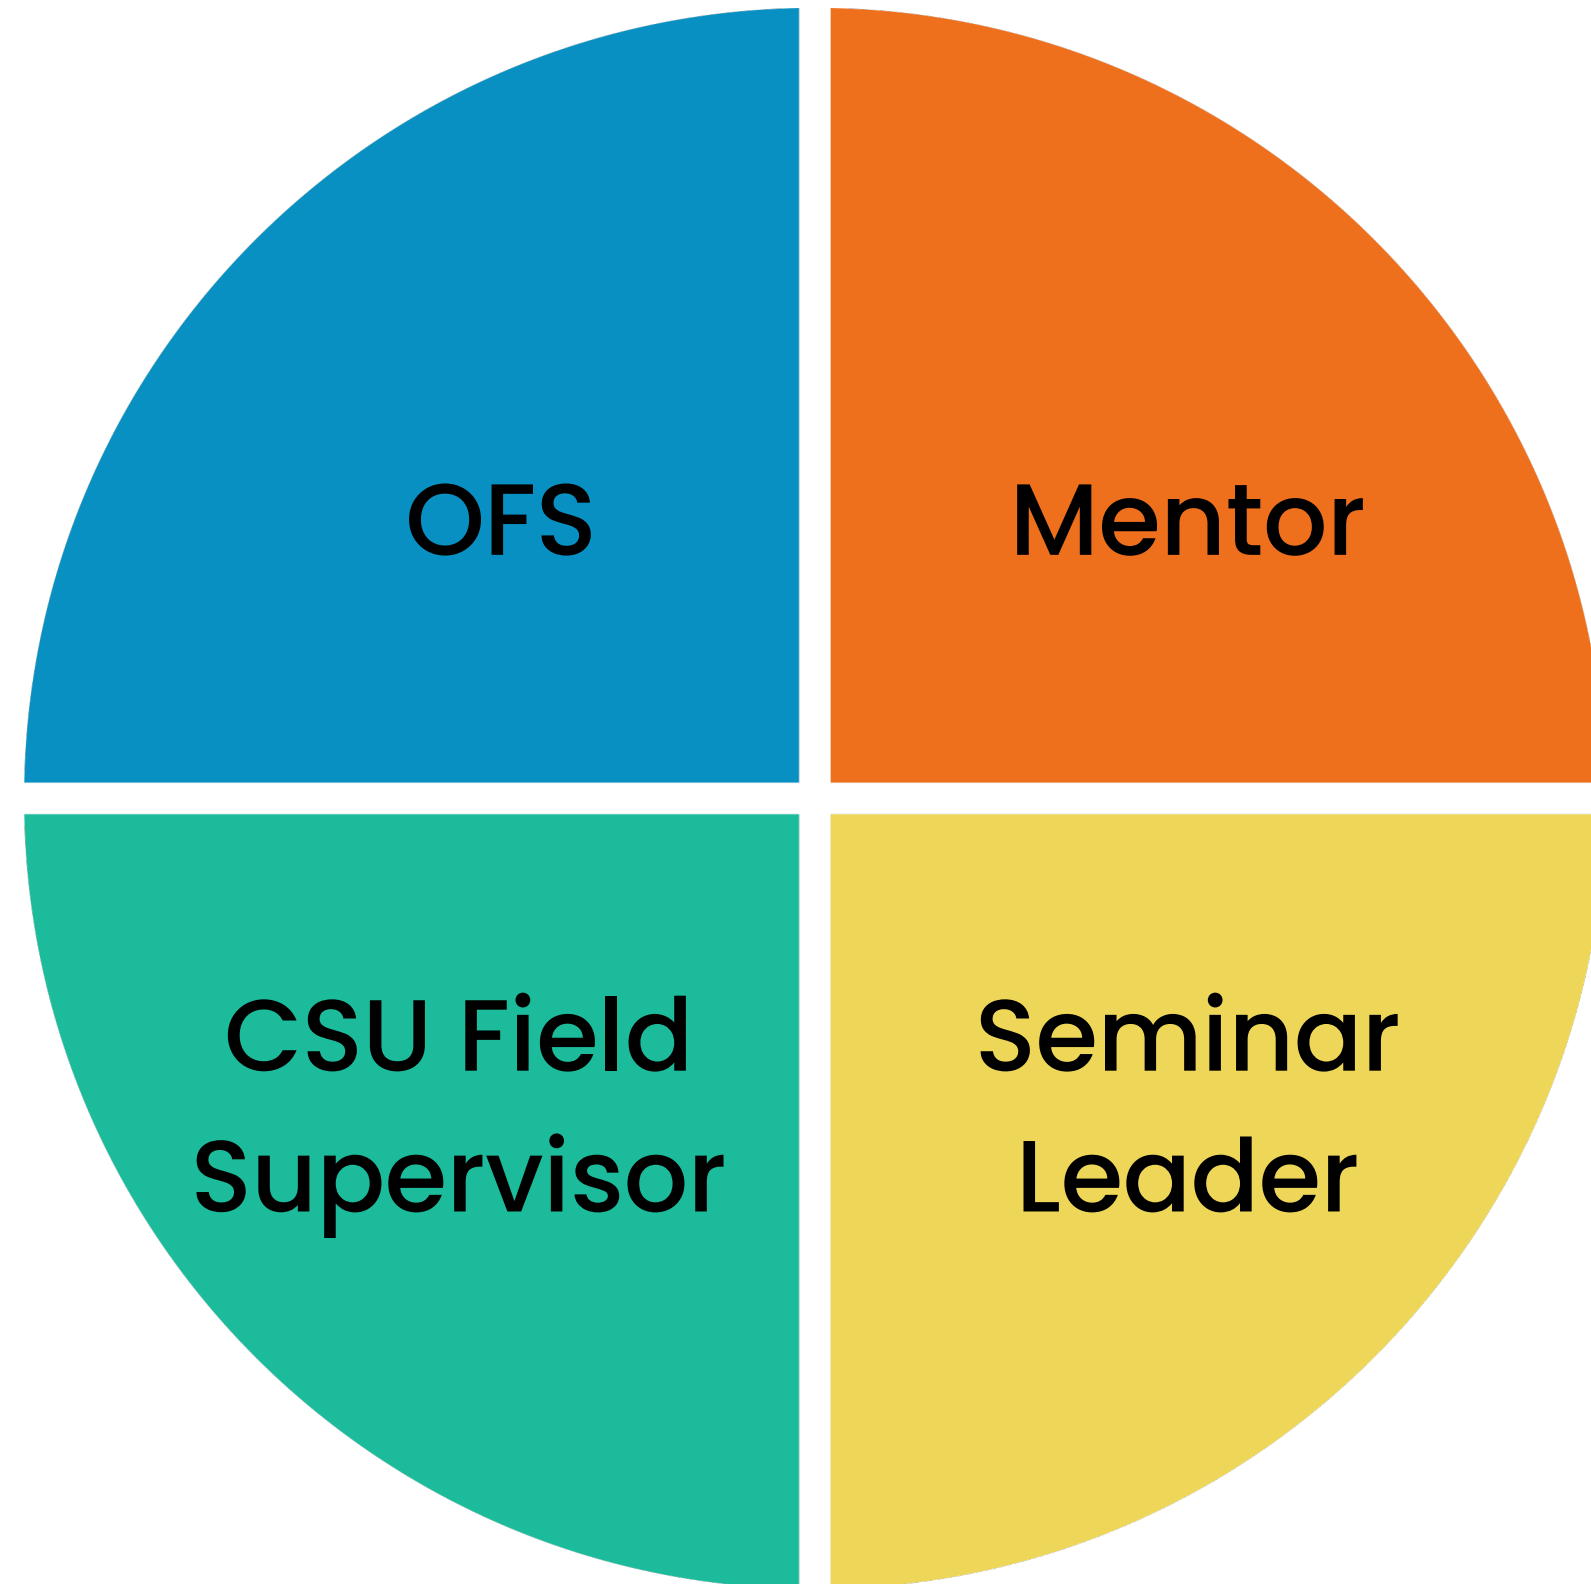 OFS
Mentor
CSU Field
Supervisor
Seminar
Leader